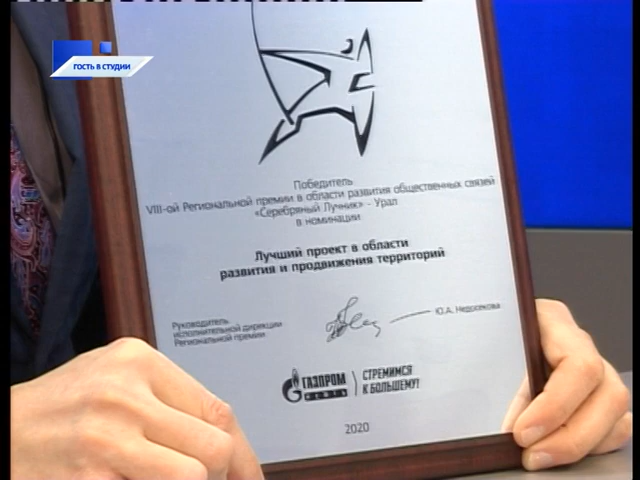 ГОСТЬ В СТУДИИ
Победитель
VIII-ой Региональной премии в области развития общественных связей
«Серебряный Лучник» - Урал
в номинации
Лучший проект в области
развития и продвижения территорий
Руководитель
исполнительной дирекции
Региональной премии
Ю.А. Недосекова
ГАЗПРОМ
СТРЕМИМСЯ
К БОЛЬШЕМУ!
2020